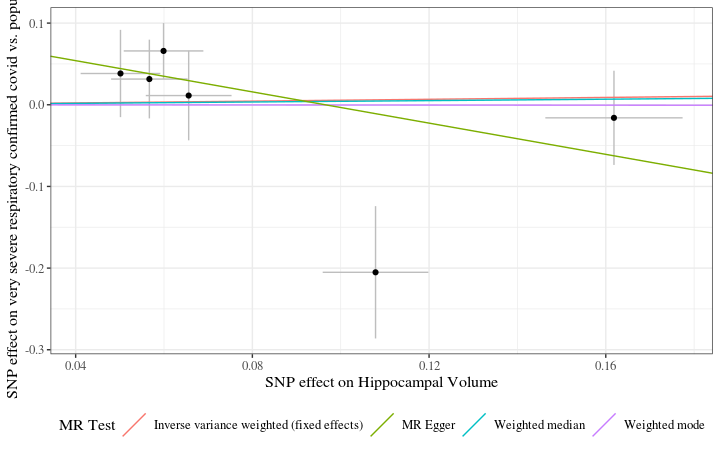 SNP effect on very severe respiratory confirmed covid vs.
0.1
0.0
-0.1
-0.2
-0.3
0.04
0.08
0.12
0.16
SNP effect on Hippocampal Volume
MR Test
Inverse variance weighted (fixed effects)
MR Egger
Weighted median
Weighted mode